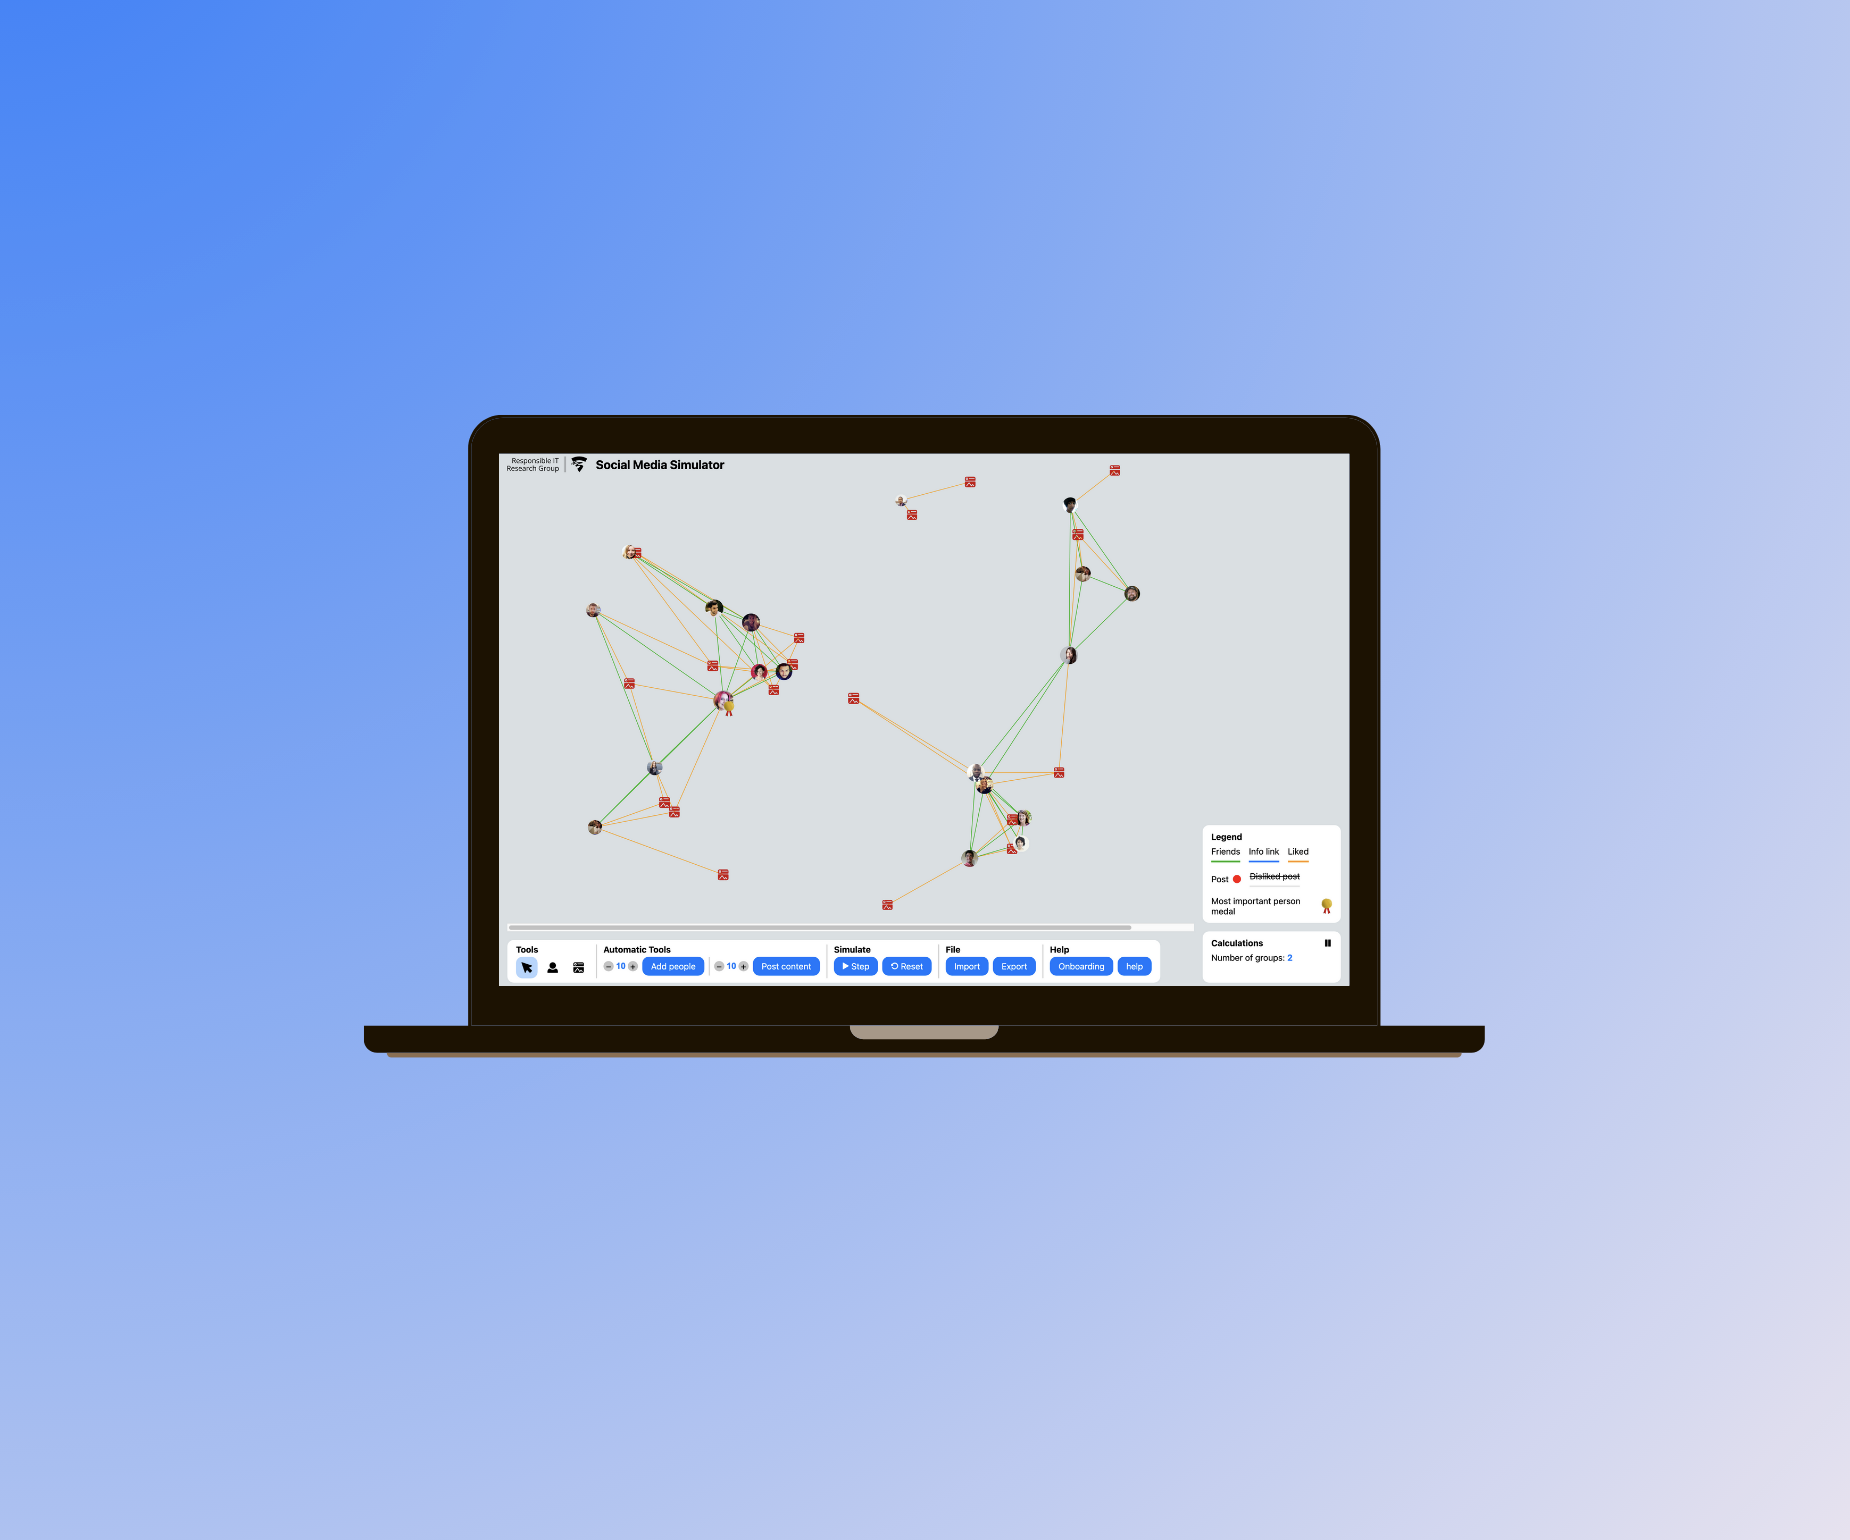 Responsible IT
Research Group
Social Media Simulator
Legend
Friends Info link Liked
Post Disliked post
Most important person
medal
Calculations
Number of groups: 2
Tools Automatic Tools Simulate File Help
10 Add people 10 Post content Step Reset Import Export Onboarding help